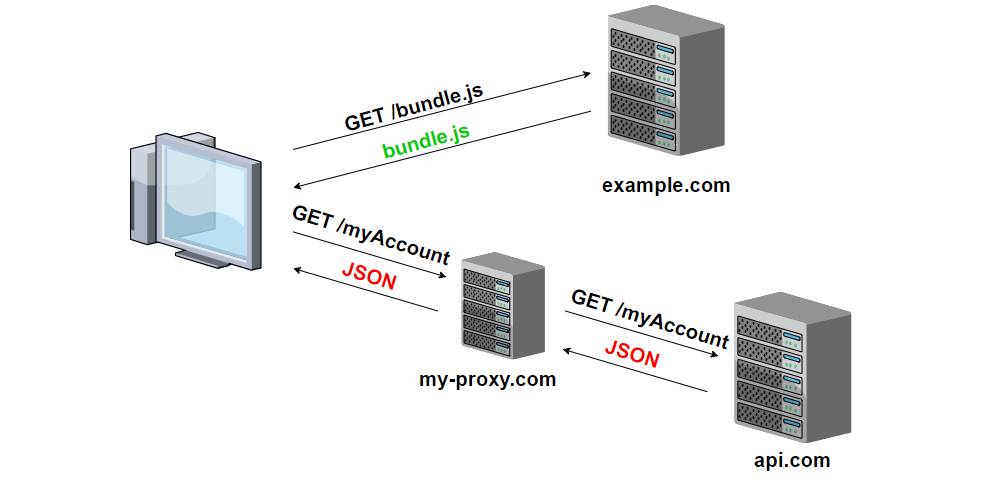 GET /bundle.js
bundle.js
example.com
GET /myAccount
JSON
my-proxy.com
GET /myAccount
JSON
api.com